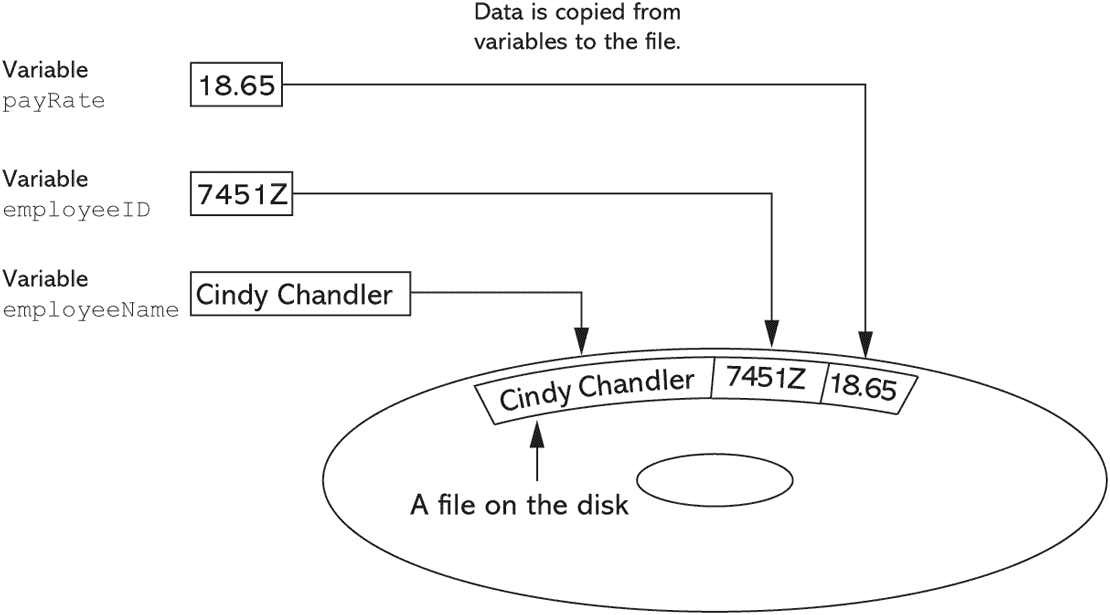 Data is copied from
variables to the file.
Variable
payRate
18.65
Variable
employeeID
7451Z
Variable
employeeName
Cindy Chandler
Cindy Chandler 7451Z 18.65
A file on the disk